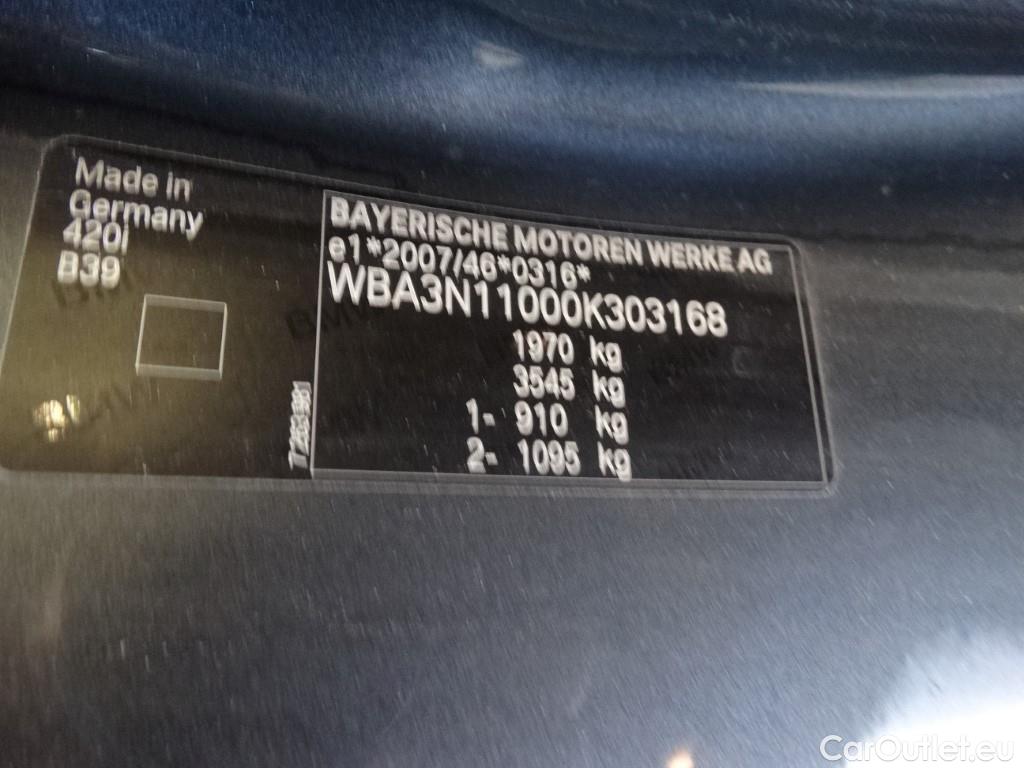 Made in
Germany
420i
B39
BAYERISCHE MOTOREN WERKE AG
e1*2007/46*0316*
WBA3N11000K303168
1970 kg
3545 kg
1- 910 kg
2- 1095 kg
CarOutlet.eu